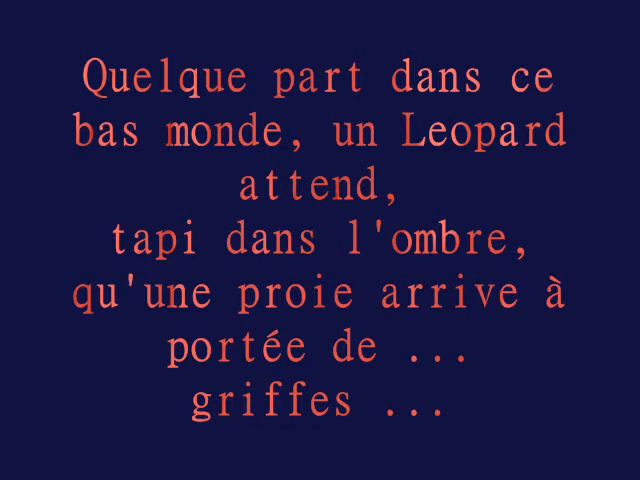 Quelque part dans ce
bas monde, un Leopard
attend,
tapi dans l'ombre,
qu'une proie arrive à
portée de ...
griffes ...